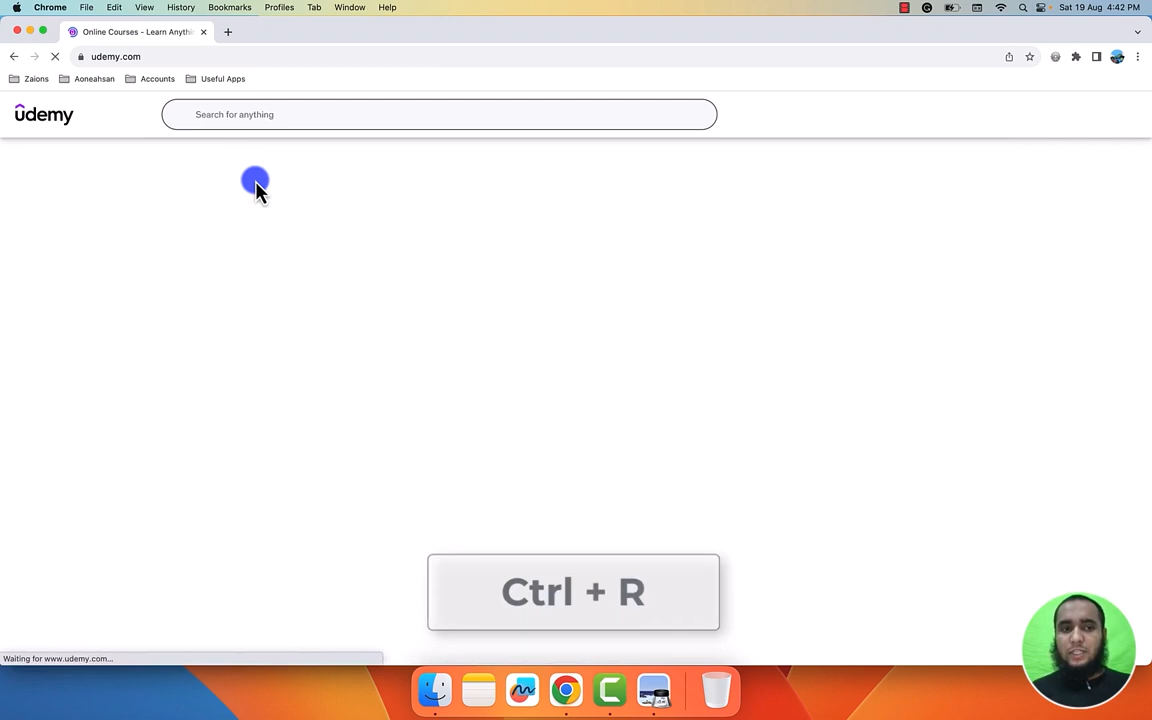 Chrome File Edit View History Bookmarks Profiles Tab Window Help Sat 19 Aug 4:42 PM
Online Courses - Learn Anythi
udemy.com
Zaions Aoneahsan Accounts Useful Apps
udemy Search for anything
Ctrl + R
Waiting for www.udemy.com...